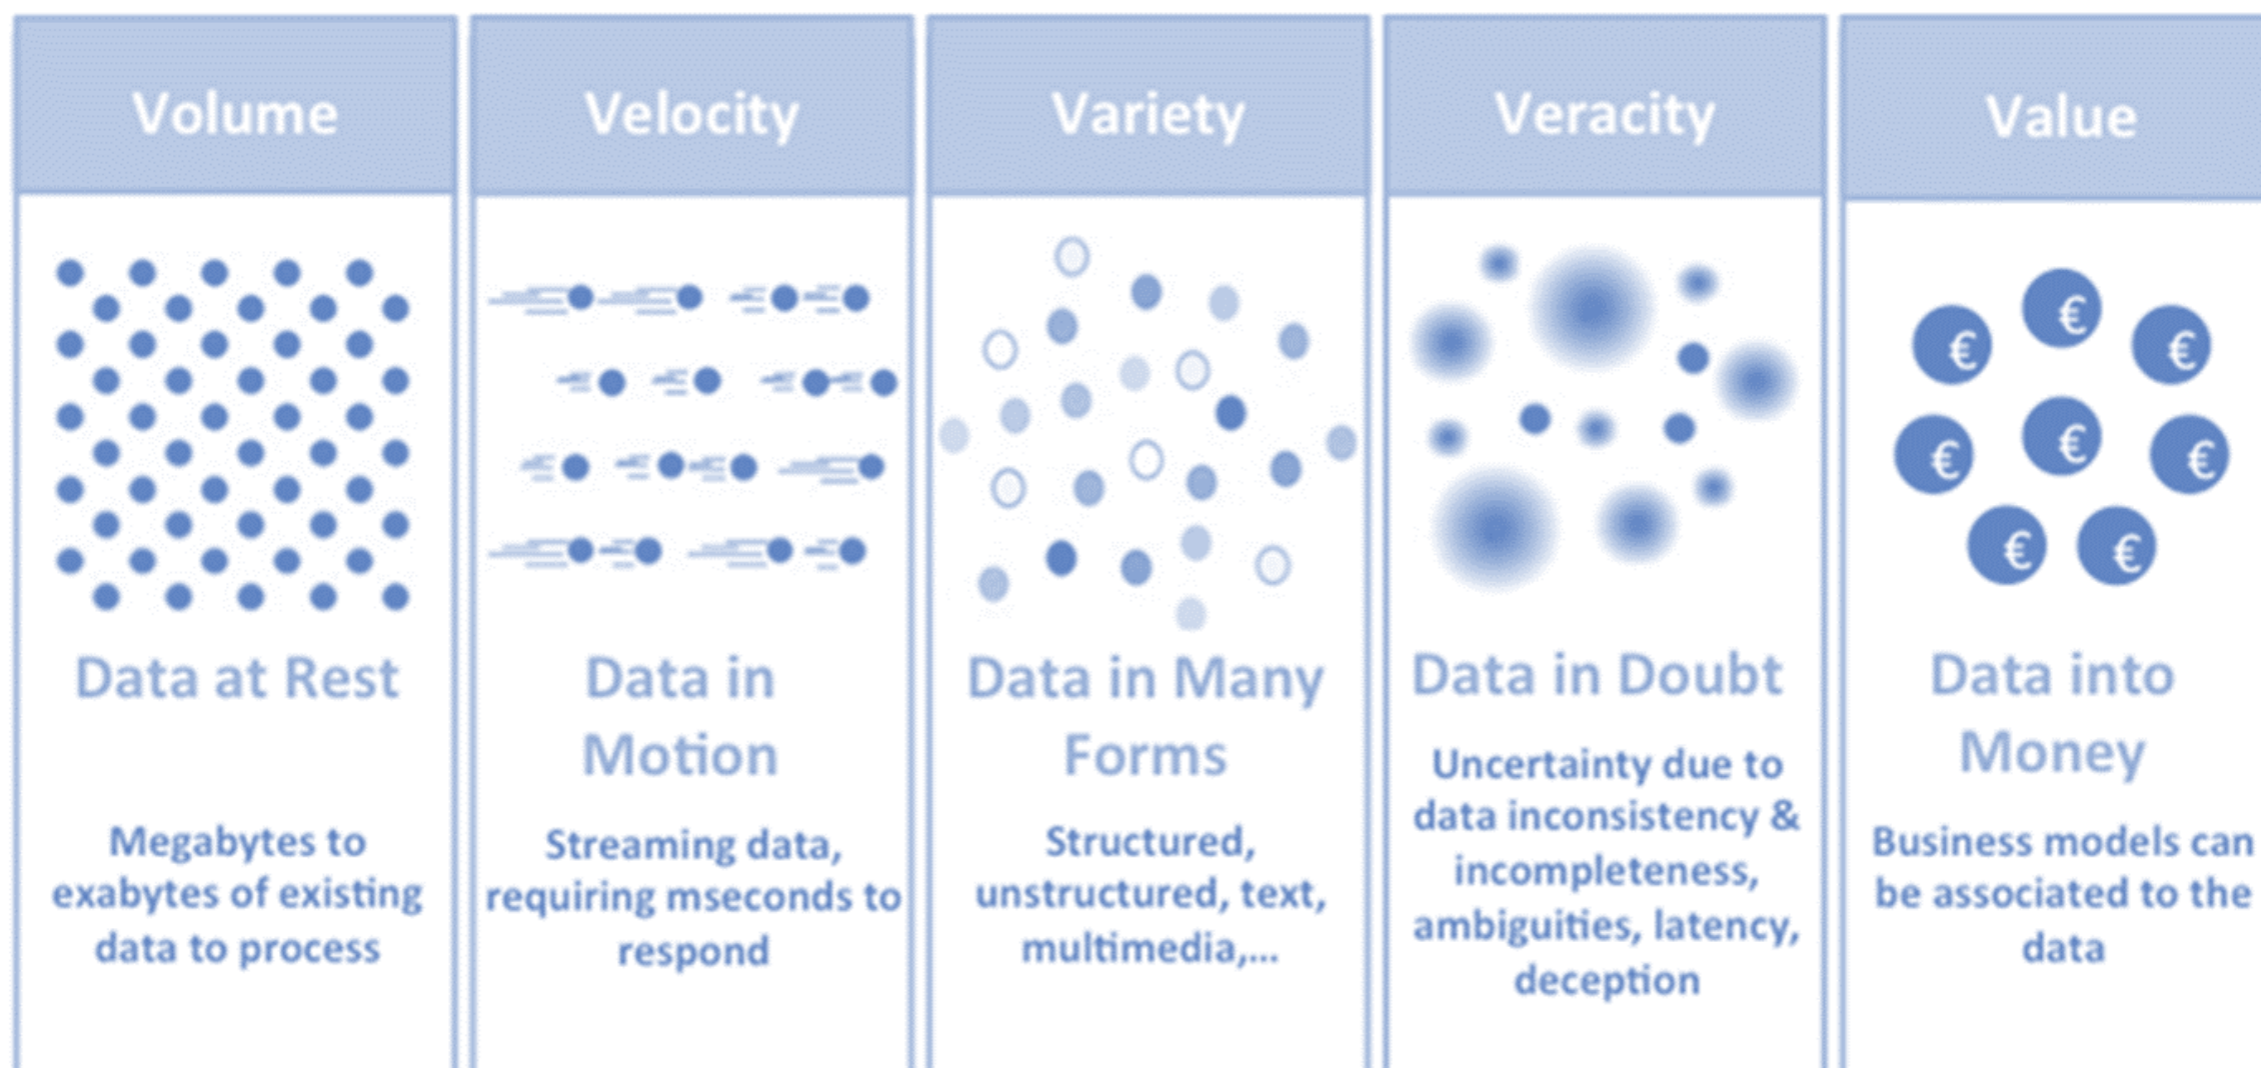 Volume
Data at Rest
Megabytes to
exabytes of existing
data to process
Velocity
Data in
Motion
Streaming data,
requiring mseconds to
respond
Variety
Data in Many
Forms
Structured,
unstructured, text,
multimedia,...
Veracity
Data in Doubt
Uncertainty due to
data inconsistency &
incompleteness,
ambiguities, latency,
deception
Value
€
€
€
€
€
€
€
€
Data into
Money
Business models can
be associated to the
data